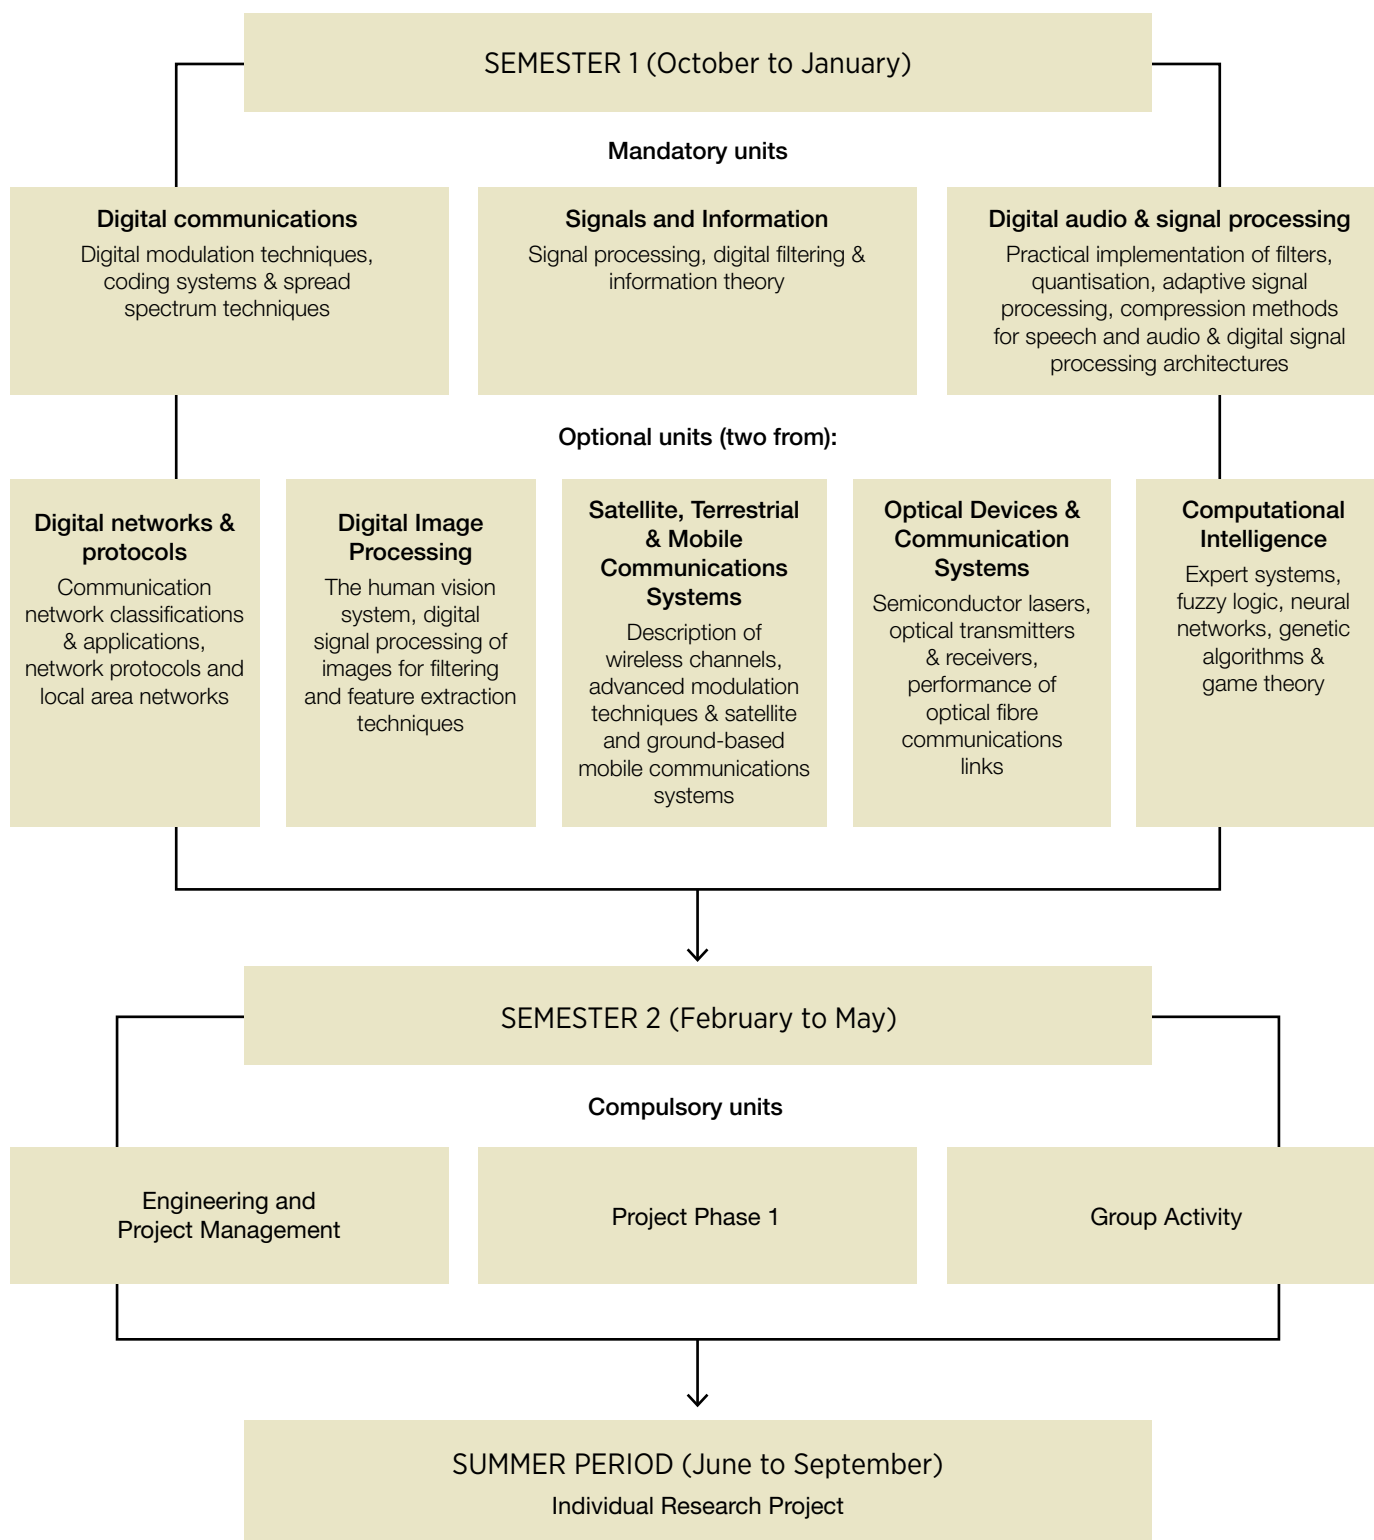 SEMESTER 1 (October to January)
Mandatory units
Digital communications
Digital modulation techniques,
coding systems & spread
spectrum techniques
Signals and Information
Signal processing, digital filtering &
information theory
Digital audio & signal processing
Practical implementation of filters,
quantisation, adaptive signal
processing, compression methods
for speech and audio & digital signal
processing architectures
Optional units (two from):
Digital networks &
protocols
Communication
network classifications
& applications,
network protocols and
local area networks
Digital Image
Processing
The human vision
system, digital
signal processing of
images for filtering
and feature extraction
techniques
Satellite, Terrestrial
& Mobile
Communications
Systems
Description of
wireless channels,
advanced modulation
techniques & satellite
and ground-based
mobile communications
systems
Optical Devices &
Communication
Systems
Semiconductor lasers,
optical transmitters
& receivers,
performance of
optical fibre
communications
links
Computational
Intelligence
Expert systems,
fuzzy logic, neural
networks, genetic
algorithms &
game theory
SEMESTER 2 (February to May)
Compulsory units
Engineering and
Project Management
Project Phase 1
Group Activity
SUMMER PERIOD (June to September)
Individual Research Project